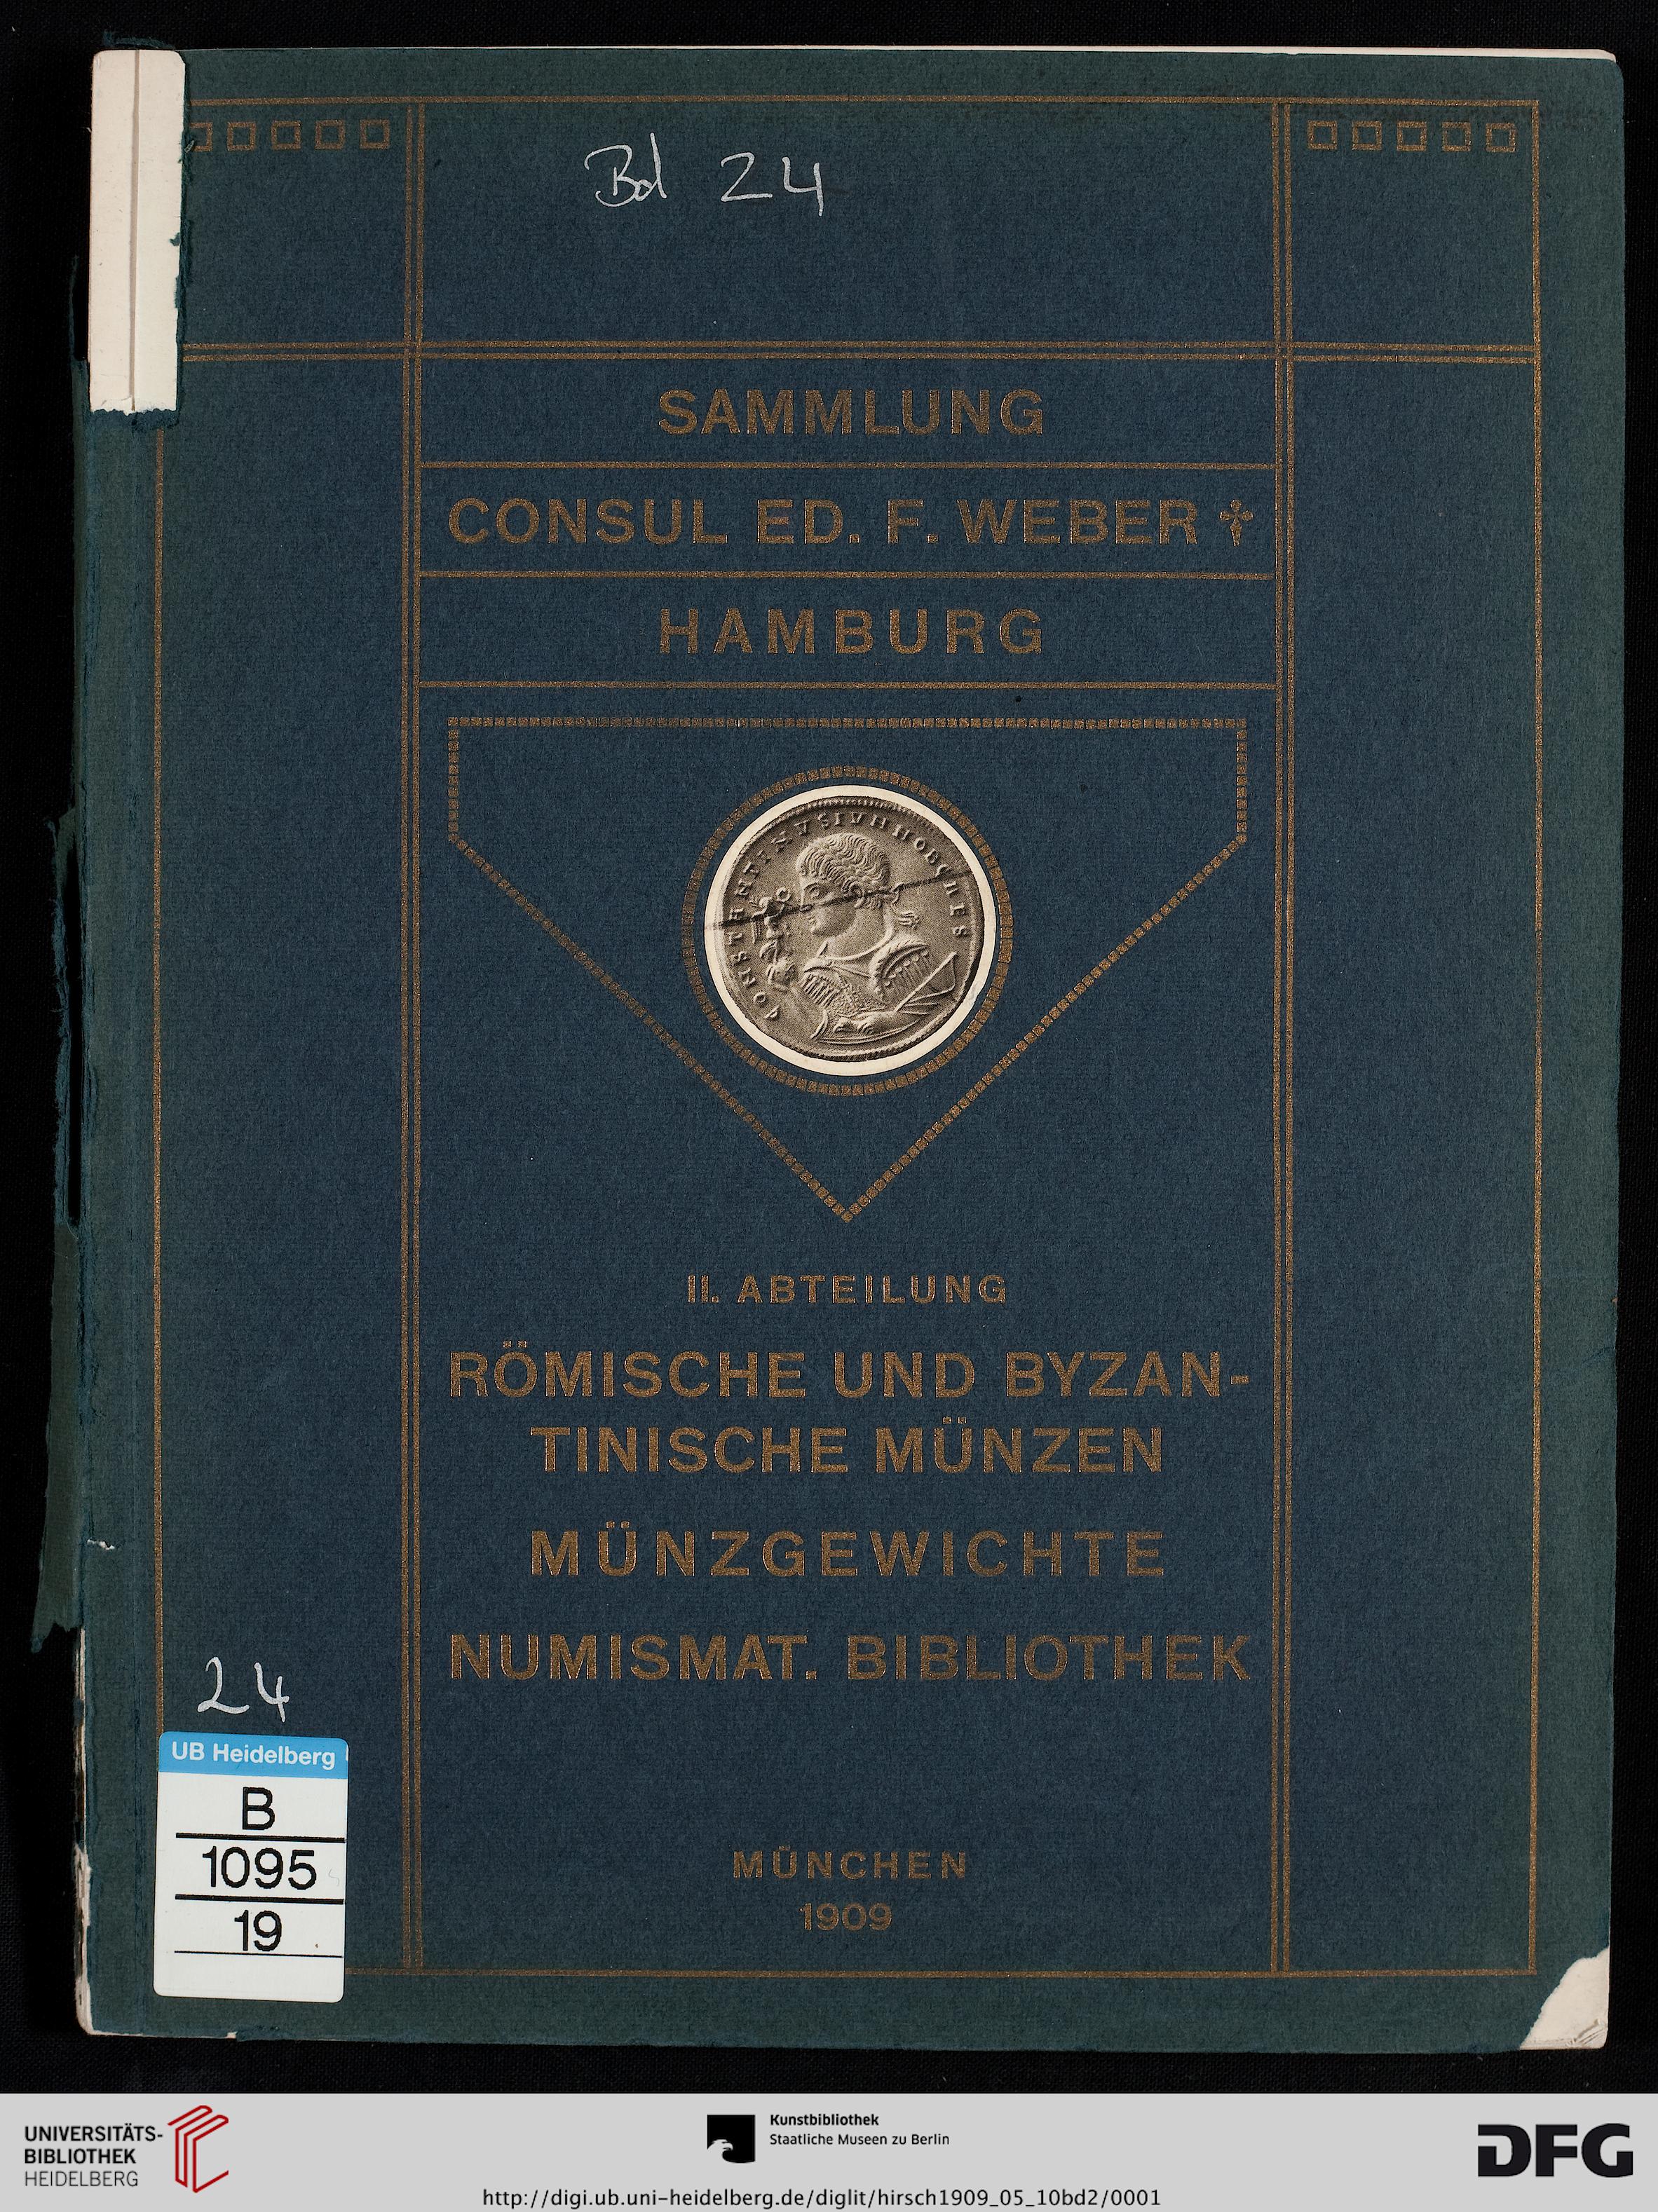 Bd 24
SAMMLUNG
CONSUL ED. F. WEBER †
HAMBURG
CONSTANTINVSIVNNOBCAES
II. ABTEILUNG
RÖMISCHE UND BYZAN-
TINISCHE MÜNZEN
MÜNZGEWICHTE
NUMISMAT. BIBLIOTHEK
24
UB Heidelberg
B
1095
19
MÜNCHEN
1909
UNIVERSITÄTS-
BIBLIOTHEK
HEIDELBERG
Kunstbibliothek
Staatliche Museen zu Berlin
DFG
http://digi.ub.uni-heidelberg.de/diglit/hirsch1909_05_10bd2/0001